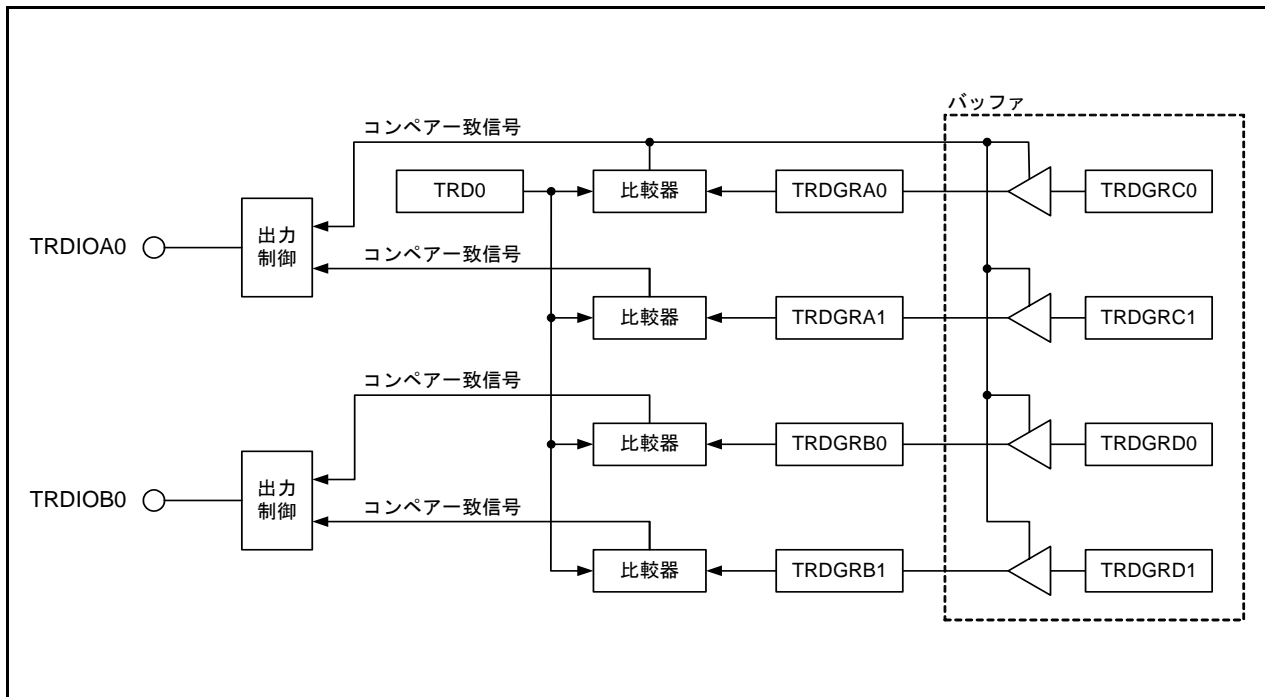 バッファ
コンペア一致信号
TRD0
比較器
TRDGRA0
TRDGRC0
TRDIOA0
出力
制御
コンペア一致信号
比較器
TRDGRA1
TRDGRC1
コンペア一致信号
比較器
TRDGRB0
TRDGRD0
TRDIOB0
出力
制御
コンペア一致信号
比較器
TRDGRB1
TRDGRD1